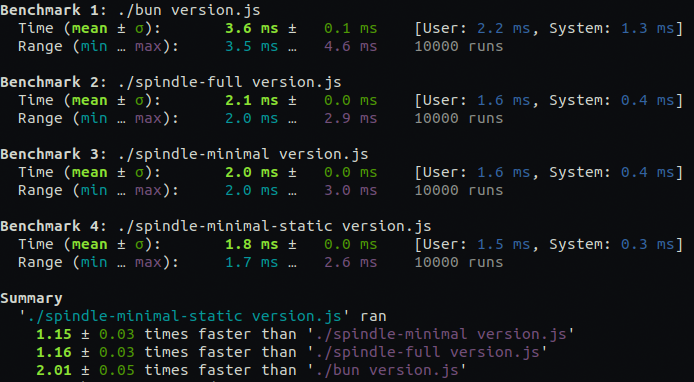 Benchmark 1: ./bun version.js
  Time (mean ± σ):       3.6 ms ±   0.1 ms    [User: 2.2 ms, System: 1.3 ms]
  Range (min … max):     3.5 ms …   4.6 ms    10000 runs

Benchmark 2: ./spindle-full version.js
  Time (mean ± σ):       2.1 ms ±   0.0 ms    [User: 1.6 ms, System: 0.4 ms]
  Range (min … max):     2.0 ms …   2.9 ms    10000 runs

Benchmark 3: ./spindle-minimal version.js
  Time (mean ± σ):       2.0 ms ±   0.0 ms    [User: 1.6 ms, System: 0.4 ms]
  Range (min … max):     2.0 ms …   3.0 ms    10000 runs

Benchmark 4: ./spindle-minimal-static version.js
  Time (mean ± σ):       1.8 ms ±   0.0 ms    [User: 1.5 ms, System: 0.3 ms]
  Range (min … max):     1.7 ms …   2.6 ms    10000 runs

Summary
  './spindle-minimal-static version.js' ran
    1.15 ± 0.03 times faster than './spindle-minimal version.js'
    1.16 ± 0.03 times faster than './spindle-full version.js'
    2.01 ± 0.05 times faster than './bun version.js'